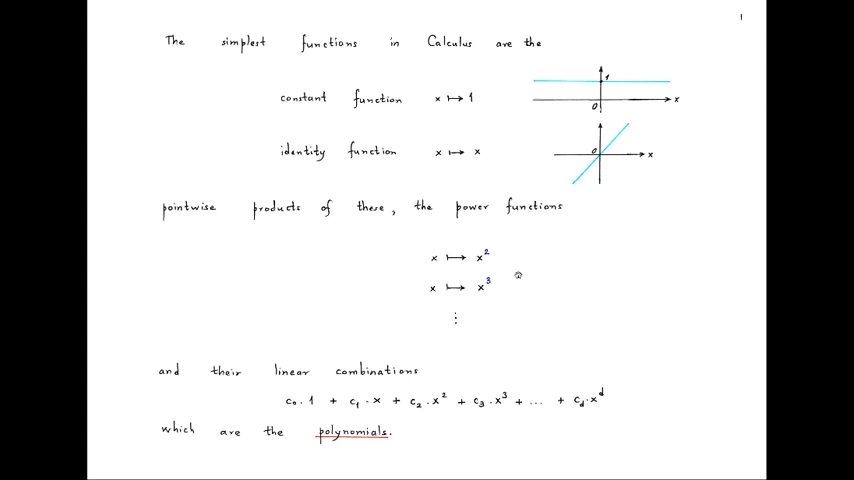 1
The simplest functions in Calculus are the
constant function x ↦ 1
1
0
x
identity function x ↦ x
0
x
pointwise products of these, the power functions
x ↦ x²
x ↦ x³
⋮
and their linear combinations
c₀·1 + c₁·x + c₂·x² + c₃·x³ + ... + c_d·x^d
which are the polynomials.